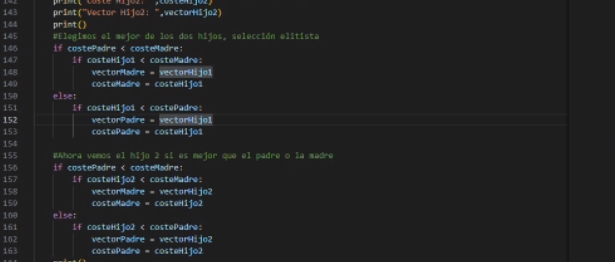 142 print("Coste Hijo2: ",costeHijo2)
143 print("Vector Hijo2: ",vectorHijo2)
144 print()
145 #Elegimos el mejor de los dos hijos, selección elitista
146 if costePadre < costeMadre:
147 if costeHijo1 < costeMadre:
148 vectorMadre = vectorHijo1
149 costeMadre = costeHijo1
150 else:
151 if costeHijo1 < costePadre:
152 vectorPadre = vectorHijo1
153 costePadre = costeHijo1
154
155 #Ahora vemos el hijo 2 si es mejor que el padre o la madre
156 if costePadre < costeMadre:
157 if costeHijo2 < costeMadre:
158 vectorMadre = vectorHijo2
159 costeMadre = costeHijo2
160 else:
161 if costeHijo2 < costePadre:
162 vectorPadre = vectorHijo2
163 costePadre = costeHijo2
print()